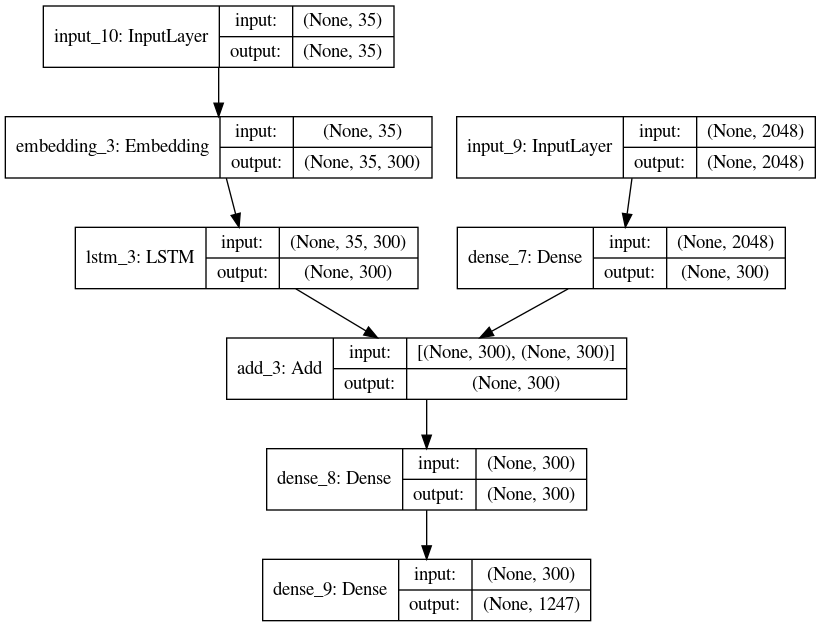 input_10: InputLayer
input:
(None, 35)
output:
(None, 35)
embedding_3: Embedding
input:
(None, 35)
output:
(None, 35, 300)
input_9: InputLayer
input:
(None, 2048)
output:
(None, 2048)
lstm_3: LSTM
input:
(None, 35, 300)
output:
(None, 300)
dense_7: Dense
input:
(None, 2048)
output:
(None, 300)
add_3: Add
input:
[(None, 300), (None, 300)]
output:
(None, 300)
dense_8: Dense
input:
(None, 300)
output:
(None, 300)
dense_9: Dense
input:
(None, 300)
output:
(None, 1247)